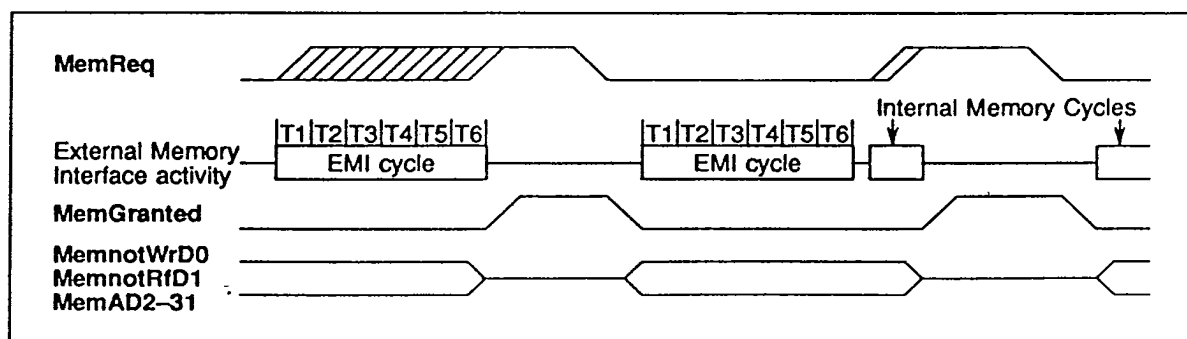 MemReq
Internal Memory Cycles
T1 T2 T3 T4 T5 T6
T1 T2 T3 T4 T5 T6
External Memory
Interface activity
EMI cycle
EMI cycle
MemGranted
MemnotWrD0
MemnotRfD1
MemAD2–31